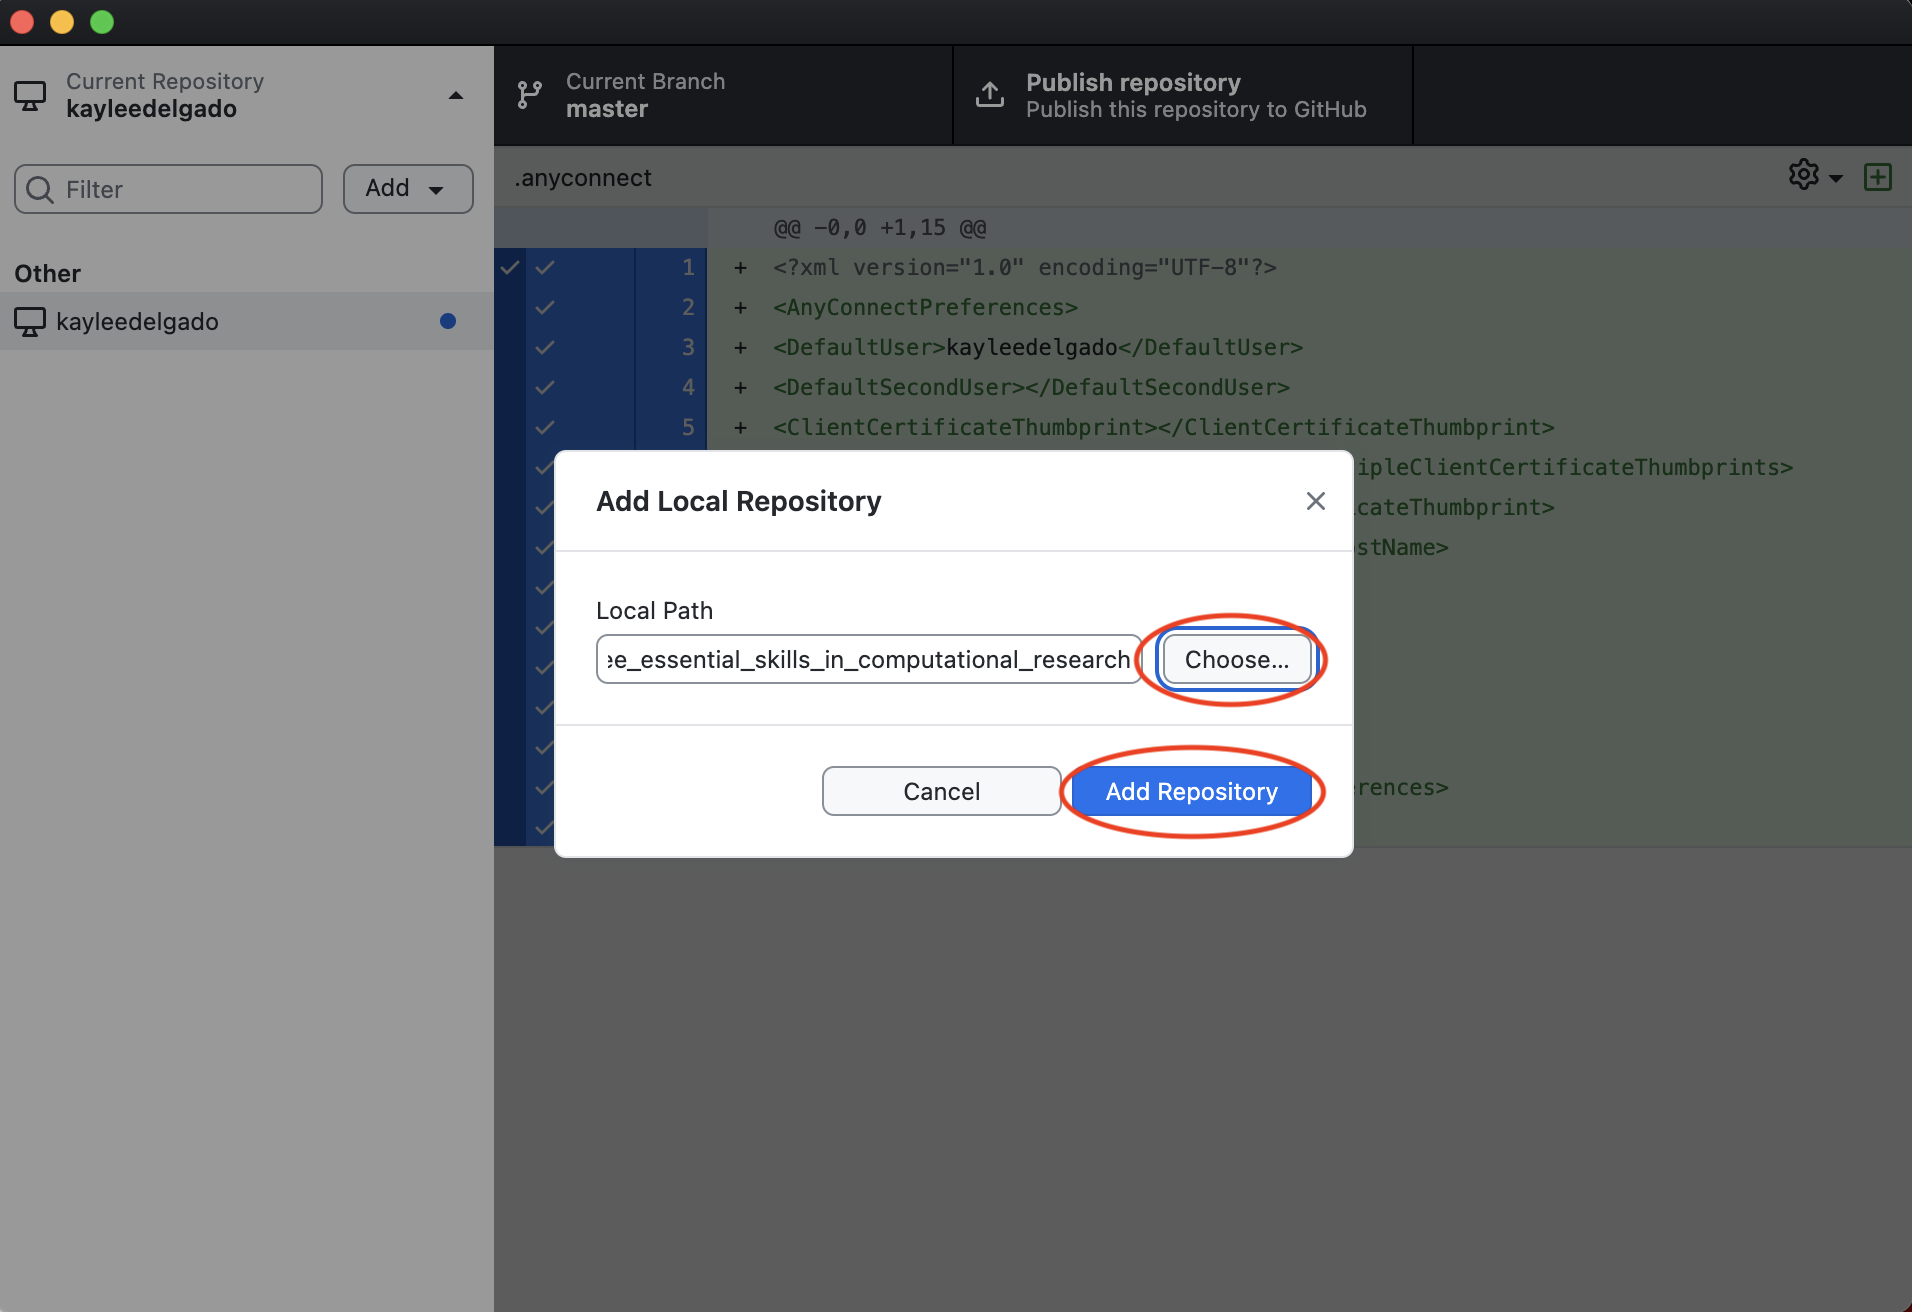 Current Repository
kayleedelgado
Current Branch
master
Publish repository
Publish this repository to GitHub
Filter
Add
Other
kayleedelgado
.anyconnect
@@ -0,0 +1,15 @@
1 + <?xml version="1.0" encoding="UTF-8"?>
2 + <AnyConnectPreferences>
3 + <DefaultUser>kayleedelgado</DefaultUser>
4 + <DefaultSecondUser></DefaultSecondUser>
5 + <ClientCertificateThumbprint></ClientCertificateThumbprint>
ipleClientCertificateThumbprints>
icateThumbprint>
stName>
rences>
Add Local Repository
Local Path
ee_essential_skills_in_computational_research
Choose...
Cancel
Add Repository